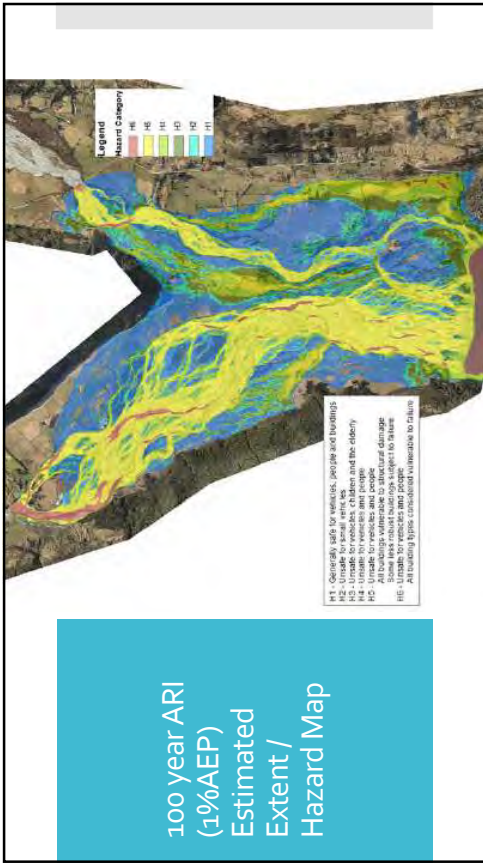 100 year ARI
(1%AEP)
Estimated
Extent /
Hazard Map
Legend
Hazard Category
H6
H5
H4
H3
H2
H1
H1 - Generally safe for vehicles, people and buildings
H2 - Unsafe for small vehicles
H3 - Unsafe for vehicles, children and the elderly
H4 - Unsafe for vehicles and people
H5 - Unsafe for vehicles and people
All buildings vulnerable to structural damage
Some less robust buildings subject to failure
H6 - Unsafe for vehicles and people
All building types considered vulnerable to failure